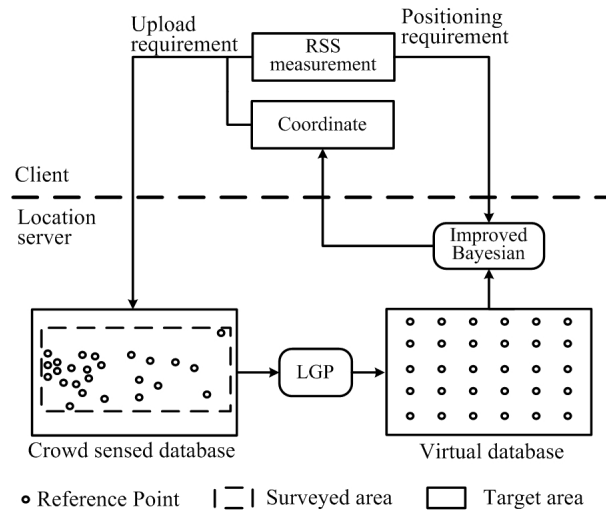 Upload
requirement
RSS
measurement
Positioning
requirement
Coordinate
Client
Location
server
Improved
Bayesian
LGP
Crowd sensed database
Virtual database
Reference Point
Surveyed area
Target area